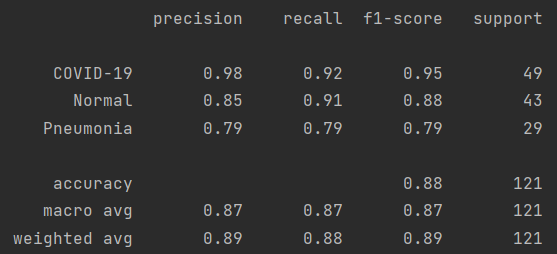 precision recall f1-score support
COVID-19 0.98 0.92 0.95 49
Normal 0.85 0.91 0.88 43
Pneumonia 0.79 0.79 0.79 29
accuracy 0.88 121
macro avg 0.87 0.87 0.87 121
weighted avg 0.89 0.88 0.89 121